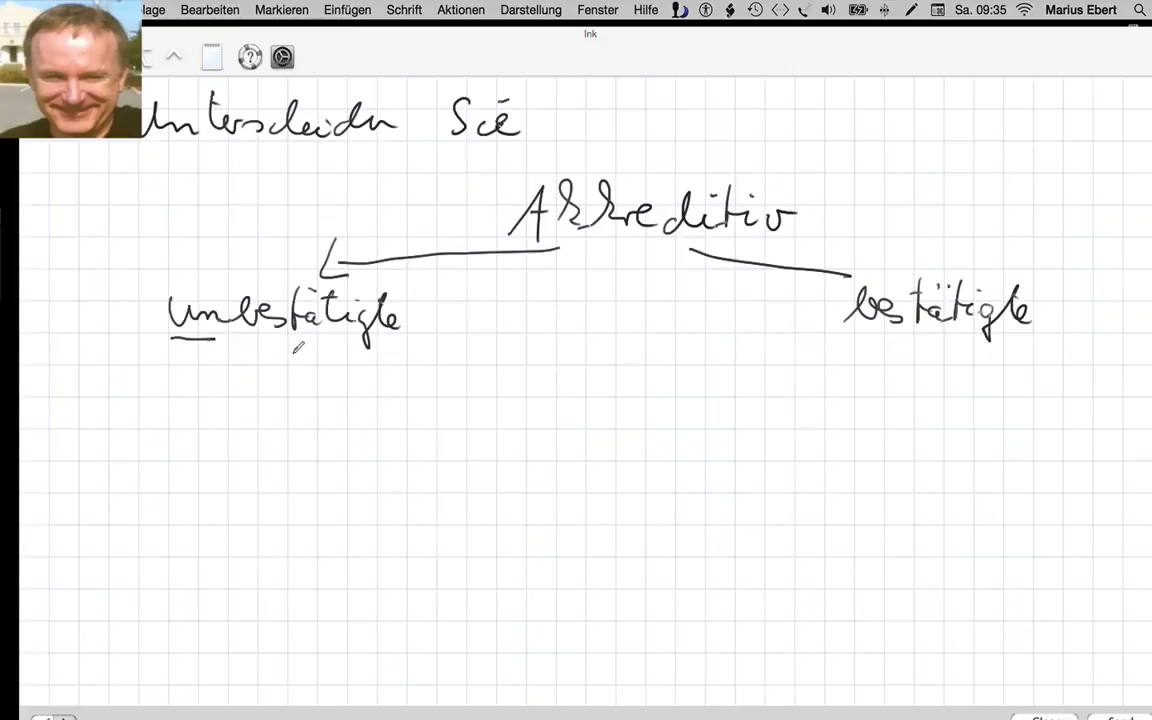 lage Bearbeiten Markieren Einfügen Schrift Aktionen Darstellung Fenster Hilfe Sa. 09:35 Marius Ebert
Ink
Unterscheiden Sie
Akkreditiv
unbestätigte bestätigte